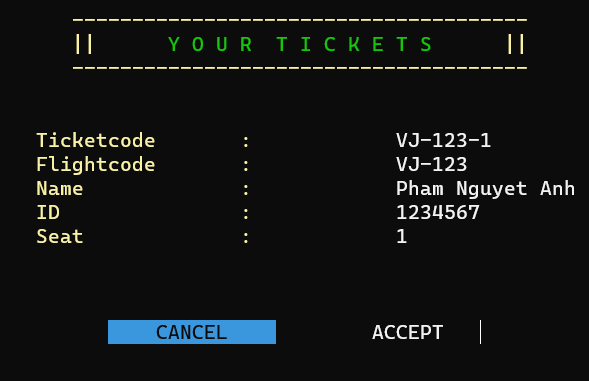 --------------------------------------
|| Y O U R  T I C K E T S ||
--------------------------------------
Ticketcode : VJ-123-1
Flightcode : VJ-123
Name : Pham Nguyet Anh
ID : 1234567
Seat : 1
CANCEL ACCEPT